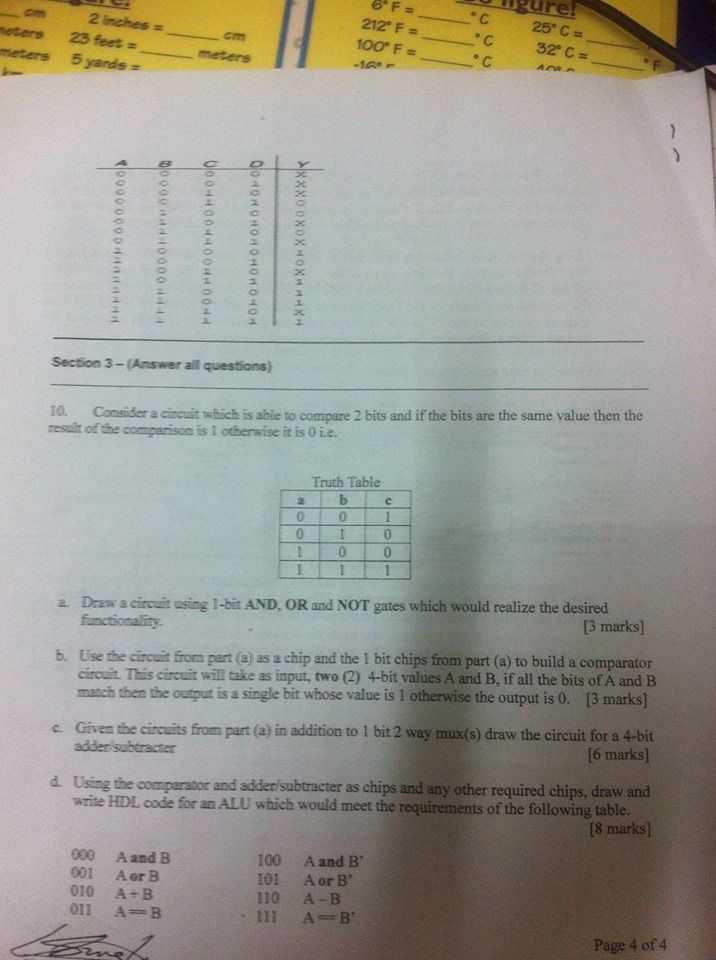 cm
2 inches = ____ cm
meters 23 feet = ____ meters
meters 5 yards =
6° F = ____ °C
212° F = ____ °C
100° F = ____ °C
-16° F
figure!
25° C = ____
32° C = ____ °F
A B C D Y
0 0 0 0 X
0 0 0 1 X
0 0 1 0 X
0 0 1 1 0
0 1 0 0 0
0 1 0 1 X
0 1 1 0 0
0 1 1 1 X
1 0 0 0 1
1 0 0 1 0
1 0 1 0 X
1 0 1 1 1
1 1 0 0 1
1 1 0 1 1
1 1 1 0 X
1 1 1 1 1
Section 3 – (Answer all questions)
10. Consider a circuit which is able to compare 2 bits and if the bits are the same value then the
result of the comparison is 1 otherwise it is 0 i.e.
Truth Table
a b c
0 0 1
0 1 0
1 0 0
1 1 1
a. Draw a circuit using 1-bit AND, OR and NOT gates which would realize the desired
functionality. [3 marks]
b. Use the circuit from part (a) as a chip and the 1 bit chips from part (a) to build a comparator
circuit. This circuit will take as input, two (2) 4-bit values A and B, if all the bits of A and B
match then the output is a single bit whose value is 1 otherwise the output is 0. [3 marks]
c. Given the circuits from part (a) in addition to 1 bit 2 way mux(s) draw the circuit for a 4-bit
adder/subtracter [6 marks]
d. Using the comparator and adder/subtracter as chips and any other required chips, draw and
write HDL code for an ALU which would meet the requirements of the following table.
[8 marks]
000 A and B 100 A and B'
001 A or B 101 A or B'
010 A + B 110 A – B
011 A == B 111 A == B'
Page 4 of 4